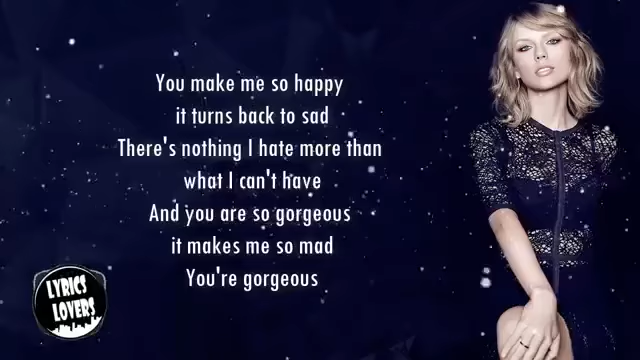 You make me so happy
it turns back to sad
There's nothing I hate more than
what I can't have
And you are so gorgeous
it makes me so mad
You're gorgeous
LYRICS
LOVERS